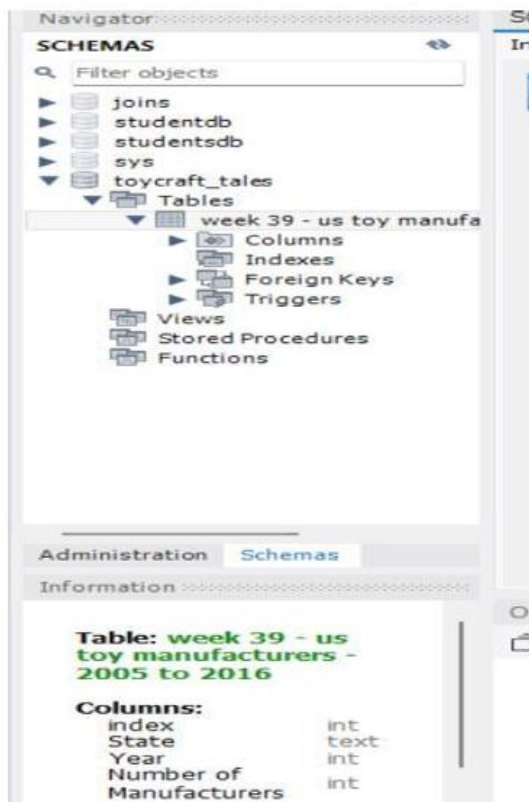 Navigator
SCHEMAS
Filter objects
joins
studentdb
studentsdb
sys
toycraft_tales
Tables
week 39 - us toy manufa
Columns
Indexes
Foreign Keys
Triggers
Views
Stored Procedures
Functions
Administration Schemas
Information
Table: week 39 - us
toy manufacturers -
2005 to 2016
Columns:
index int
State text
Year int
Number of
Manufacturers int